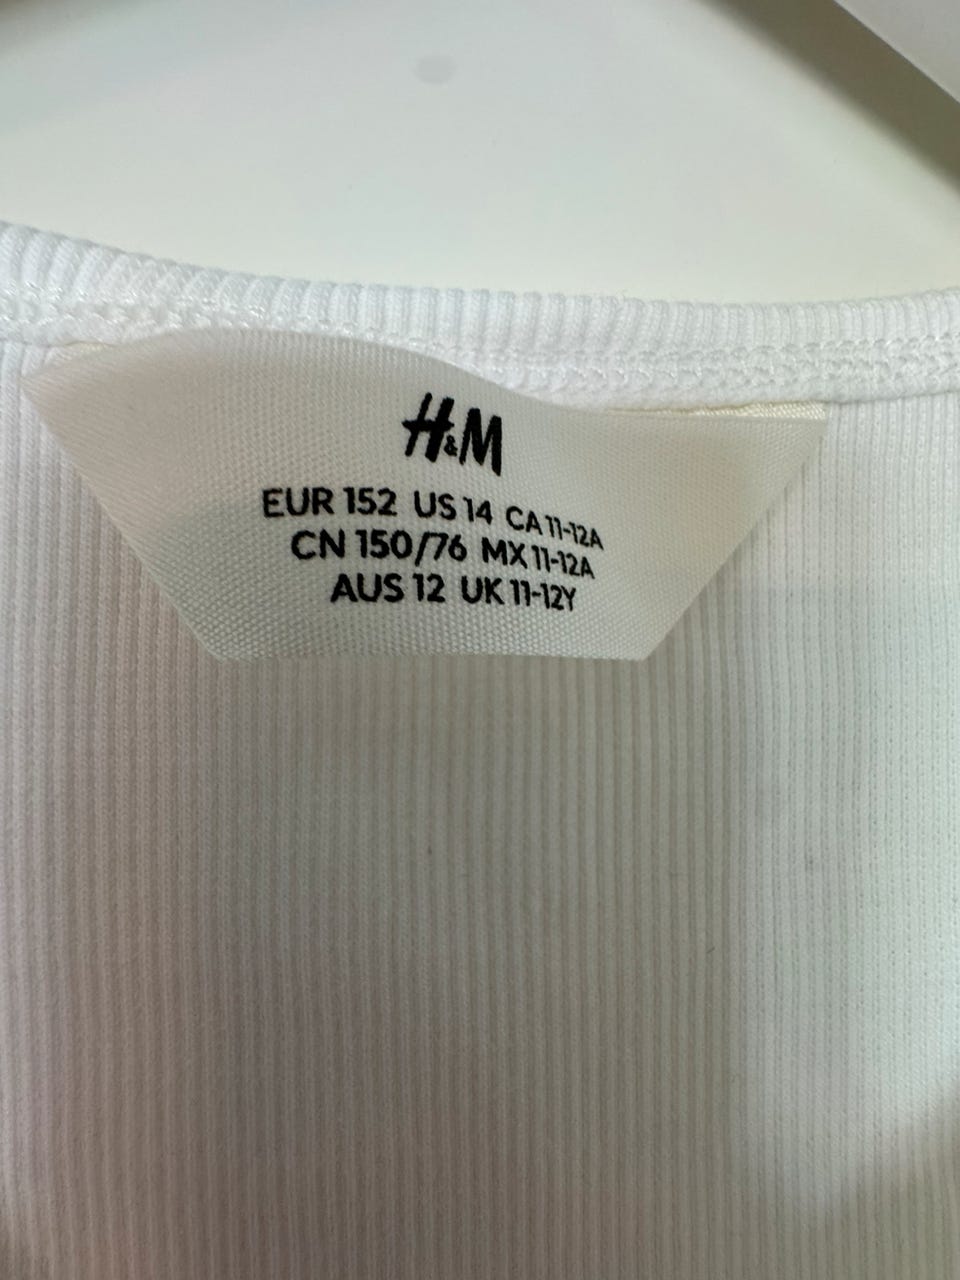 H&M
EUR 152 US 14 CA 11-12A
CN 150/76 MX 11-12A
AUS 12 UK 11-12Y